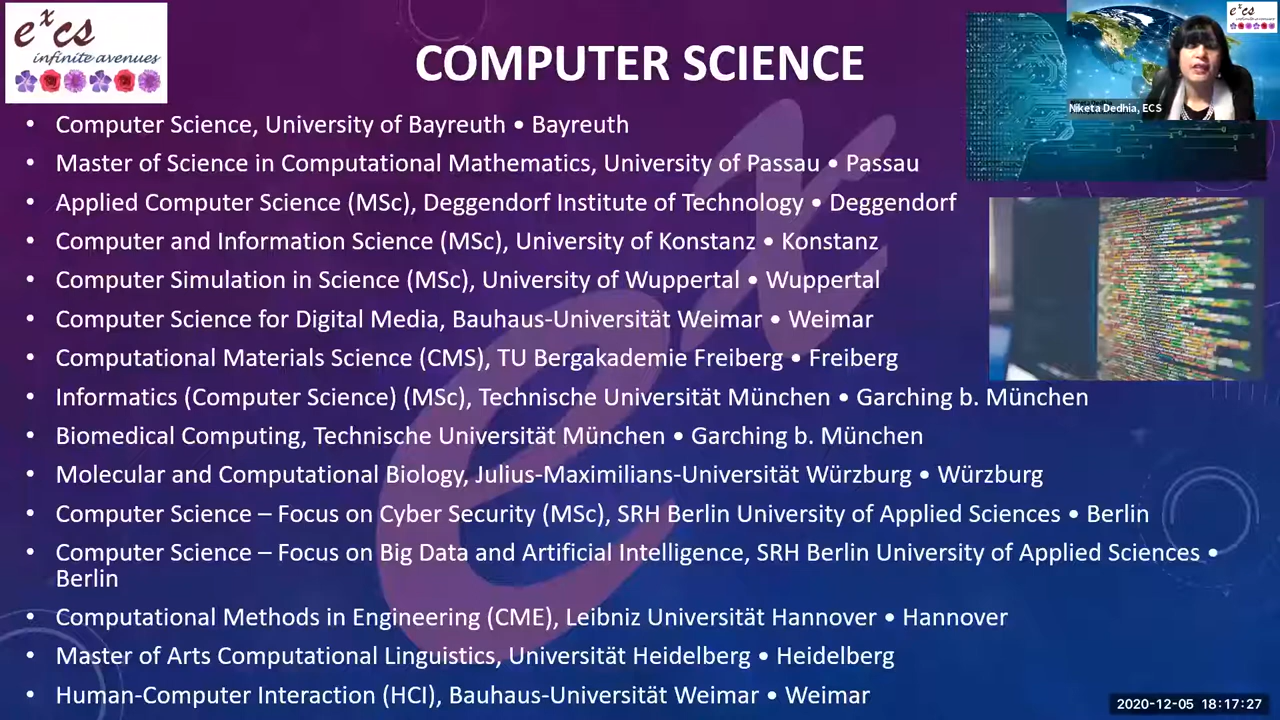 eˣcs
infinite avenues
COMPUTER SCIENCE
Niketa Dedhia, ECS
• Computer Science, University of Bayreuth • Bayreuth
• Master of Science in Computational Mathematics, University of Passau • Passau
• Applied Computer Science (MSc), Deggendorf Institute of Technology • Deggendorf
• Computer and Information Science (MSc), University of Konstanz • Konstanz
• Computer Simulation in Science (MSc), University of Wuppertal • Wuppertal
• Computer Science for Digital Media, Bauhaus-Universität Weimar • Weimar
• Computational Materials Science (CMS), TU Bergakademie Freiberg • Freiberg
• Informatics (Computer Science) (MSc), Technische Universität München • Garching b. München
• Biomedical Computing, Technische Universität München • Garching b. München
• Molecular and Computational Biology, Julius-Maximilians-Universität Würzburg • Würzburg
• Computer Science – Focus on Cyber Security (MSc), SRH Berlin University of Applied Sciences • Berlin
• Computer Science – Focus on Big Data and Artificial Intelligence, SRH Berlin University of Applied Sciences •
Berlin
• Computational Methods in Engineering (CME), Leibniz Universität Hannover • Hannover
• Master of Arts Computational Linguistics, Universität Heidelberg • Heidelberg
• Human-Computer Interaction (HCI), Bauhaus-Universität Weimar • Weimar
2020-12-05 18:17:27